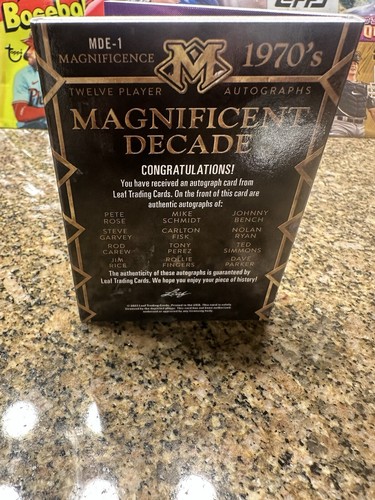 Baseball
MDE-1
MAGNIFICENCE
M
1970's
TWELVE PLAYER
AUTOGRAPHS
MAGNIFICENT
DECADE
CONGRATULATIONS!
You have received an autograph card from
Leaf Trading Cards. On the front of this card are
authentic autographs of:
PETE ROSE
MIKE SCHMIDT
JOHNNY BENCH
STEVE GARVEY
CARLTON FISK
NOLAN RYAN
ROD CAREW
TONY PEREZ
TED SIMMONS
JIM RICE
ROLLIE FINGERS
DAVE PARKER
The authenticity of these autographs is guaranteed by
Leaf Trading Cards. We hope you enjoy your piece of history!
Leaf